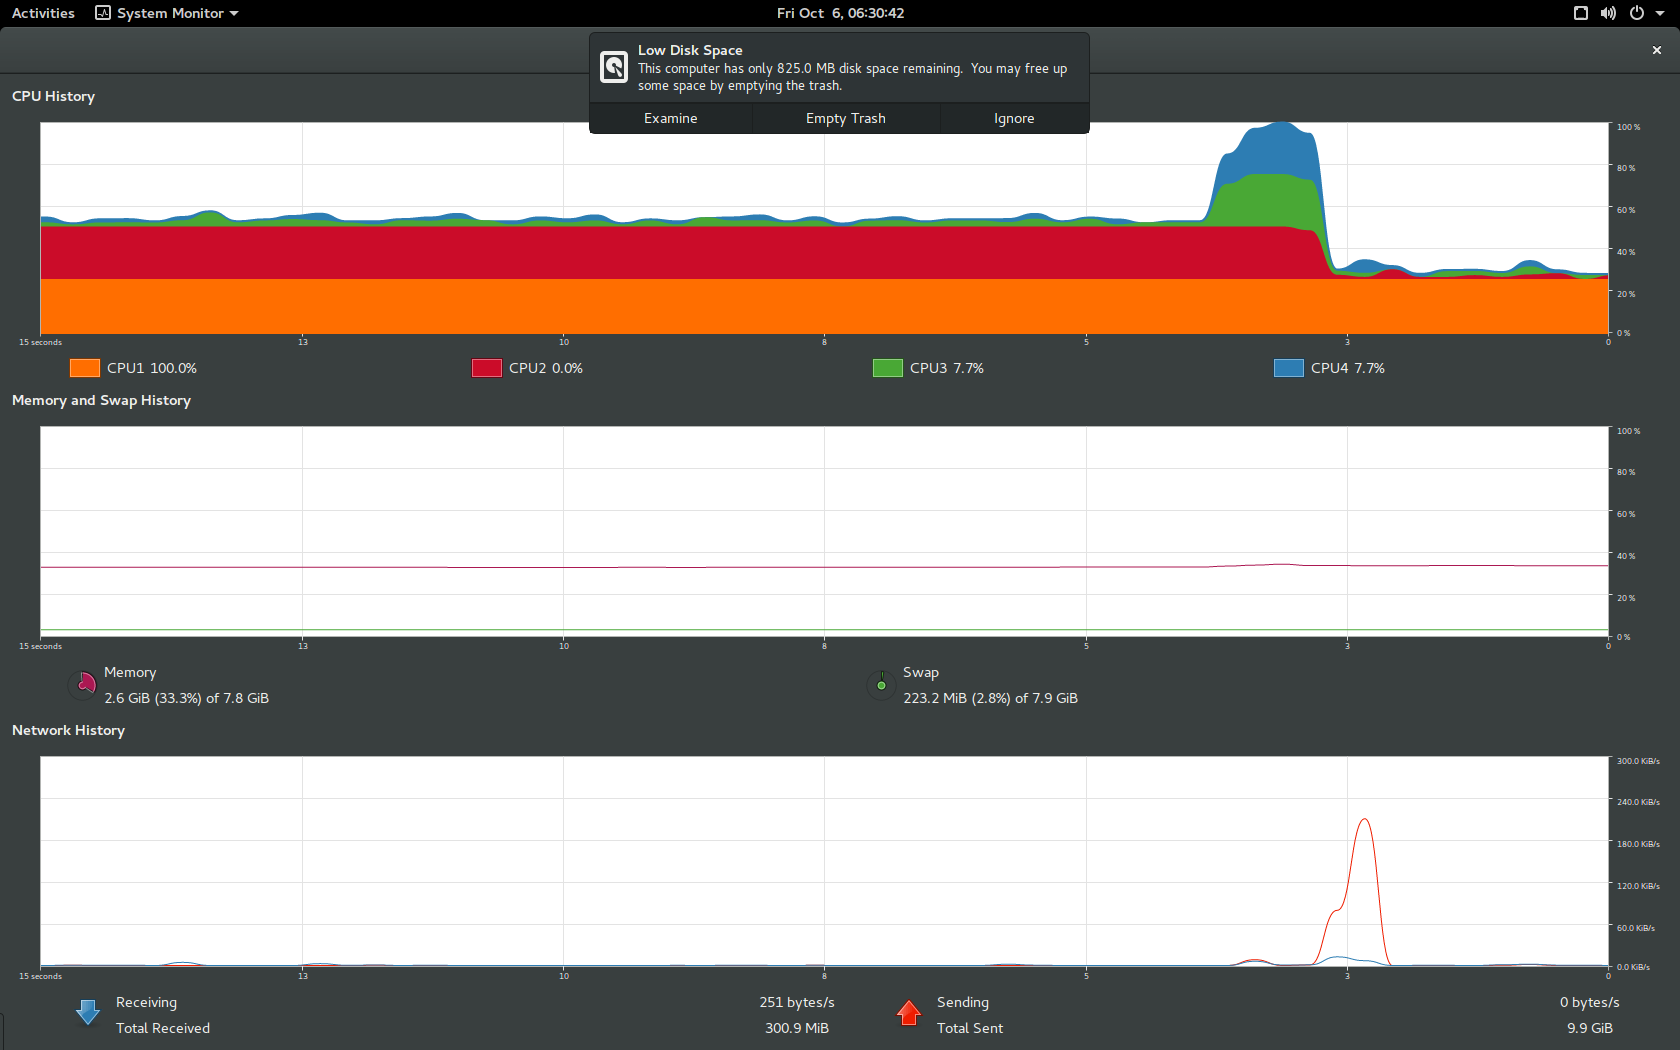 Activities System Monitor Fri Oct 6, 06:30:42
Low Disk Space
This computer has only 825.0 MB disk space remaining. You may free up
some space by emptying the trash.
Examine Empty Trash Ignore
CPU History
100 %
80 %
60 %
40 %
20 %
0 %
15 seconds 13 10 8 5 3 0
CPU1 100.0% CPU2 0.0% CPU3 7.7% CPU4 7.7%
Memory and Swap History
100 %
80 %
60 %
40 %
20 %
0 %
15 seconds 13 10 8 5 3 0
Memory Swap
2.6 GiB (33.3%) of 7.8 GiB 223.2 MiB (2.8%) of 7.9 GiB
Network History
300.0 KiB/s
240.0 KiB/s
180.0 KiB/s
120.0 KiB/s
60.0 KiB/s
0.0 KiB/s
15 seconds 13 10 8 5 3 0
Receiving 251 bytes/s Sending 0 bytes/s
Total Received 300.9 MiB Total Sent 9.9 GiB